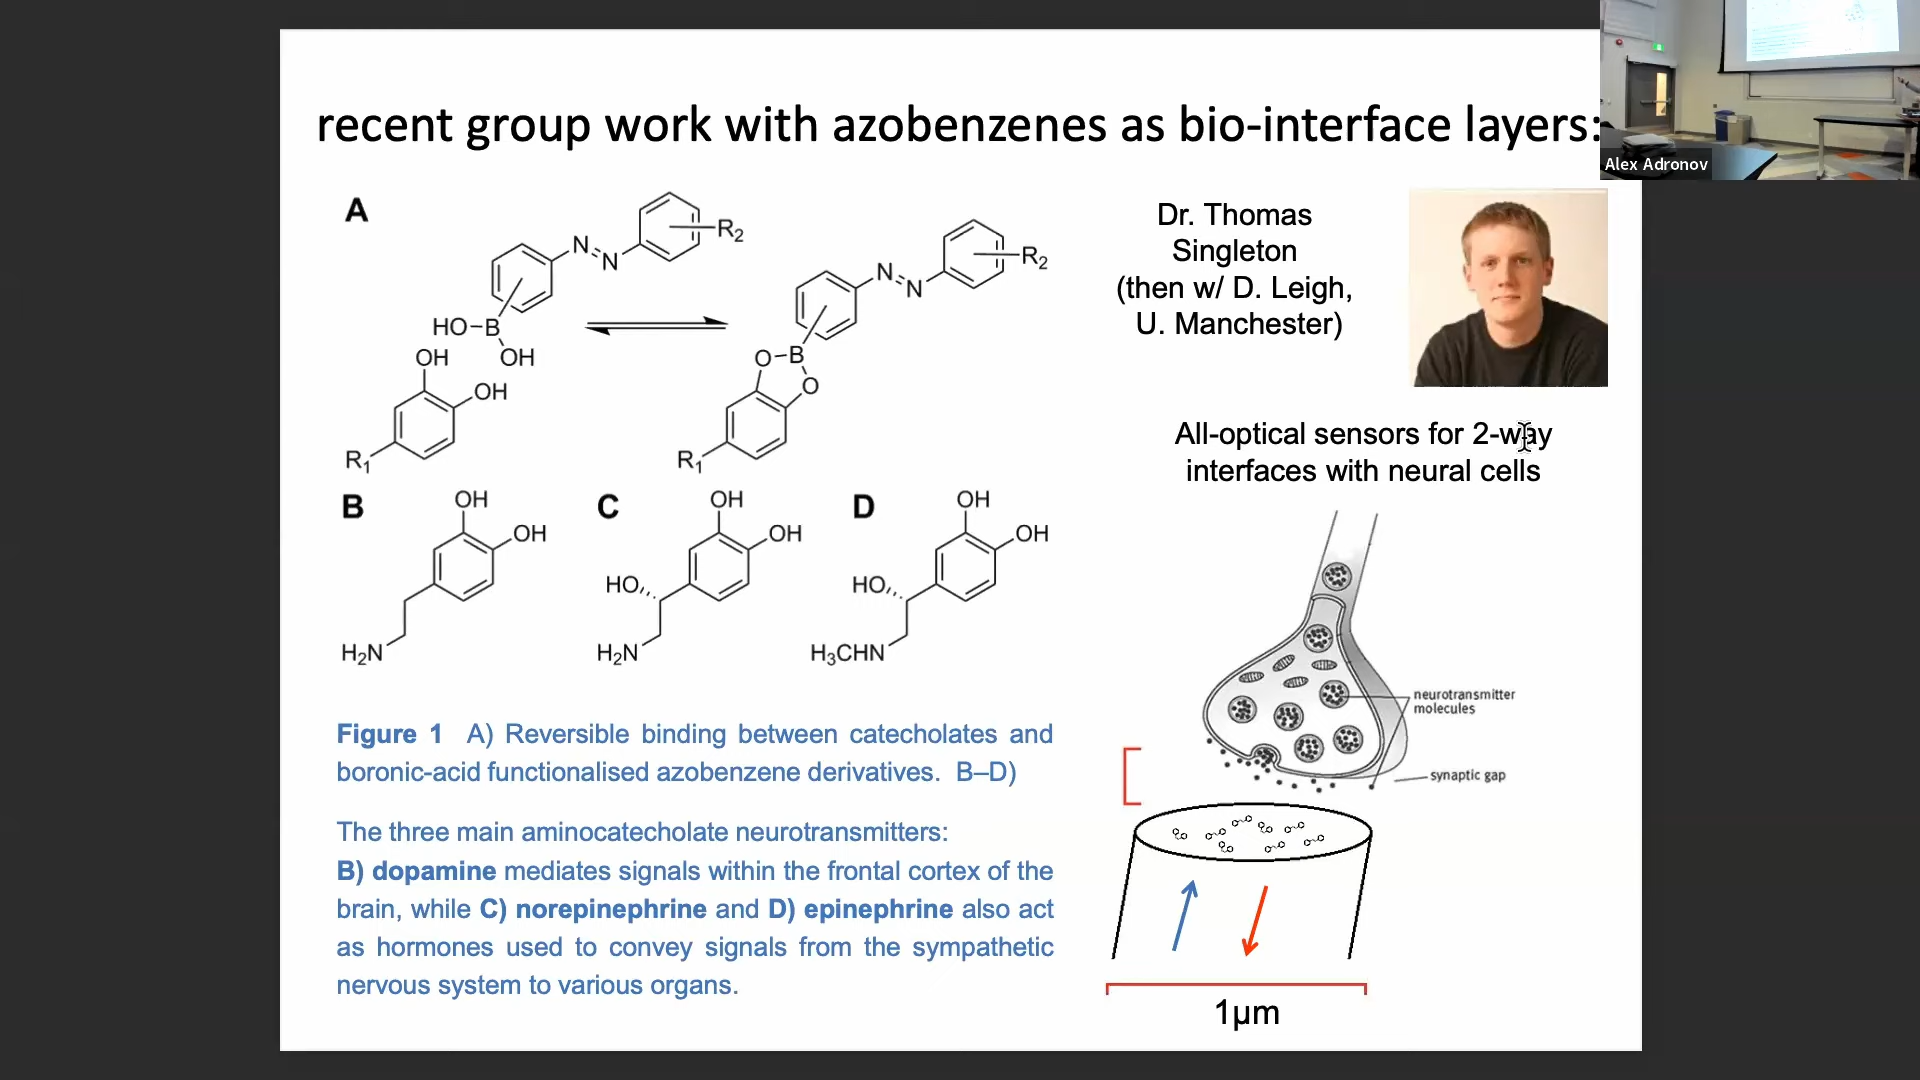 recent group work with azobenzenes as bio-interface layers:
Alex Adronov
A
N
N
R2
HO
B
OH
OH
OH
R1
N
N
R2
O
B
O
R1
Dr. Thomas
Singleton
(then w/ D. Leigh,
U. Manchester)
All-optical sensors for 2-way
interfaces with neural cells
B
OH
OH
H2N
C
OH
OH
HO
H2N
D
OH
OH
HO
H3CHN
neurotransmitter
molecules
synaptic gap
1µm
Figure 1 A) Reversible binding between catecholates and
boronic-acid functionalised azobenzene derivatives. B–D)
The three main aminocatecholate neurotransmitters:
B) dopamine mediates signals within the frontal cortex of the
brain, while C) norepinephrine and D) epinephrine also act
as hormones used to convey signals from the sympathetic
nervous system to various organs.